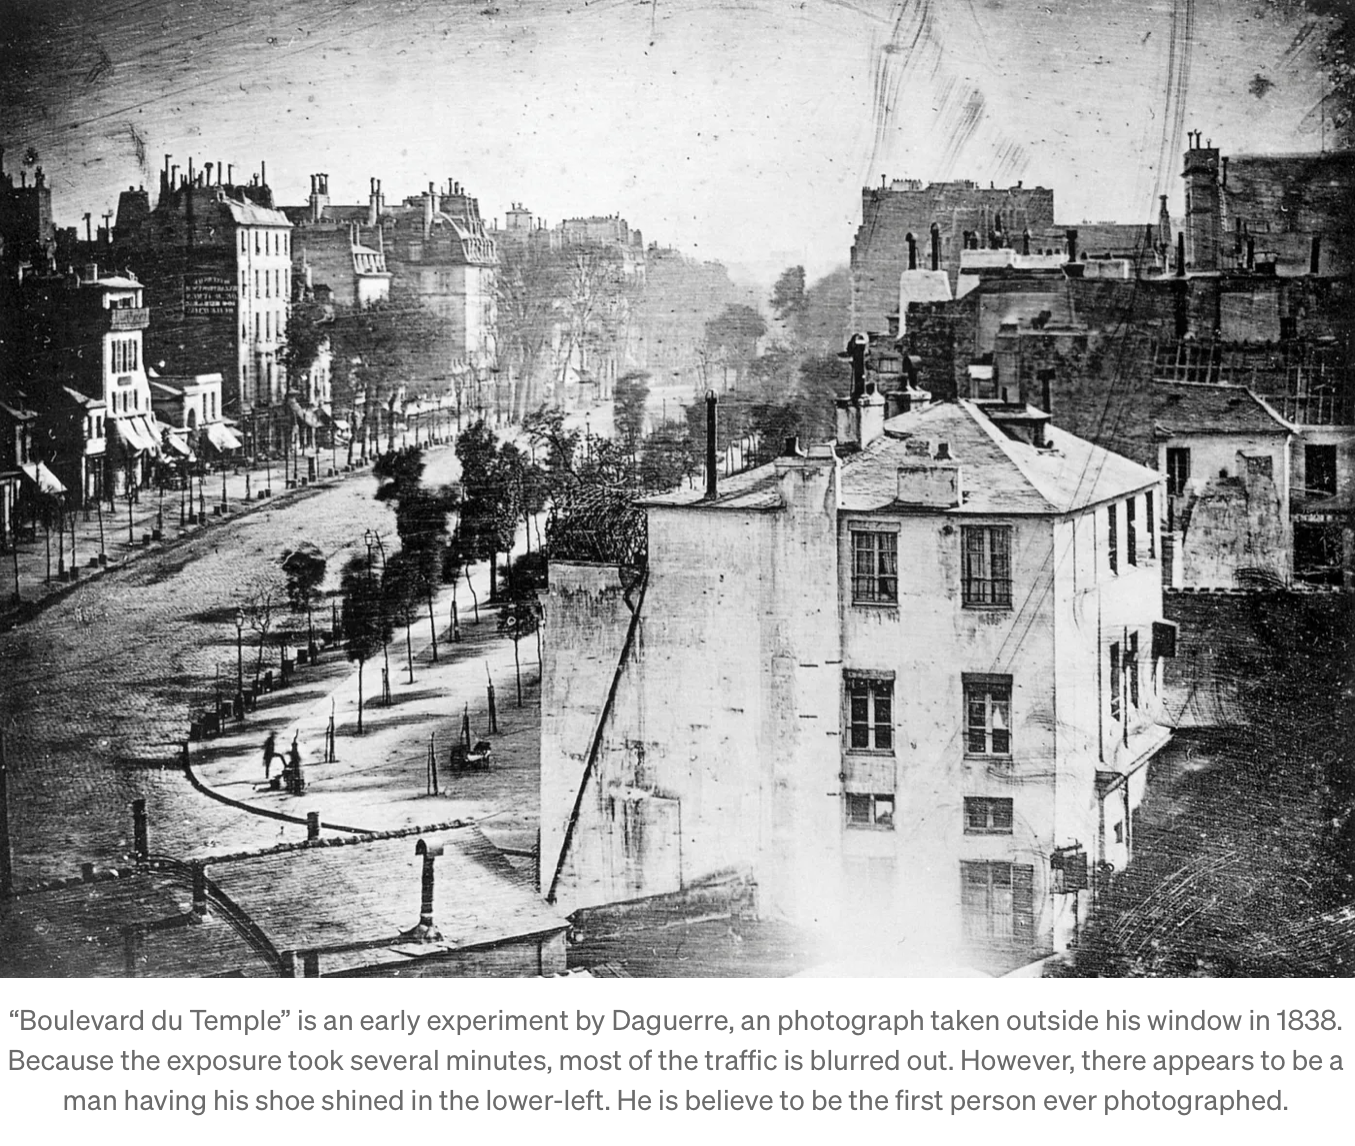 “Boulevard du Temple” is an early experiment by Daguerre, an photograph taken outside his window in 1838.
Because the exposure took several minutes, most of the traffic is blurred out. However, there appears to be a
man having his shoe shined in the lower-left. He is believe to be the first person ever photographed.